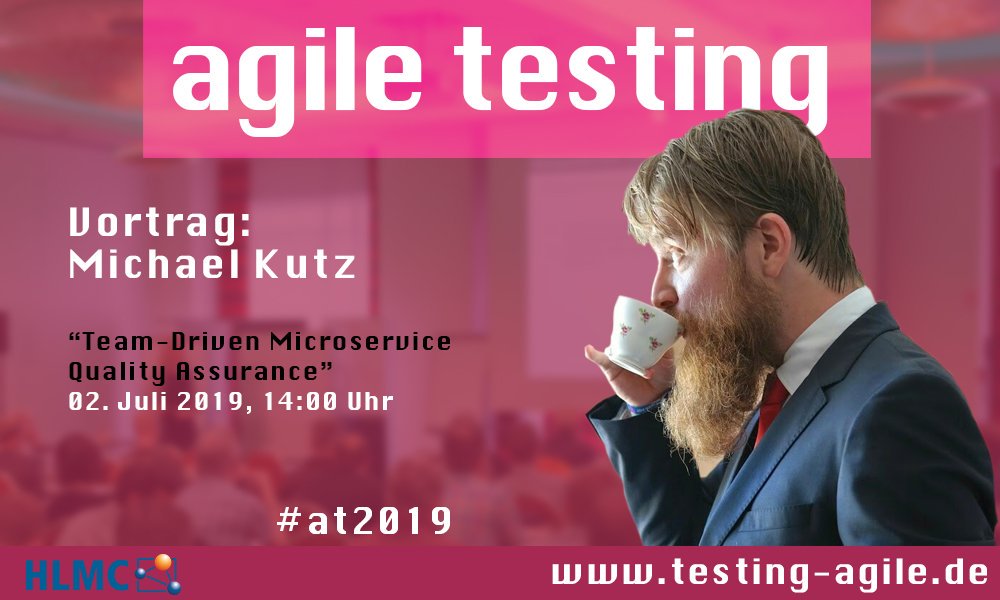 agile testing
Vortrag:
Michael Kutz
“Team-Driven Microservice
Quality Assurance”
02. Juli 2019, 14:00 Uhr
#at2019
HLMC
www.testing-agile.de